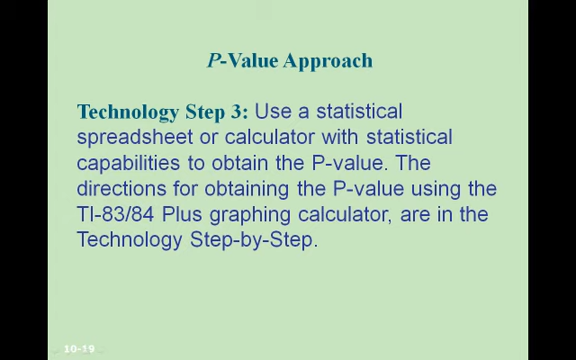 P-Value Approach
Technology Step 3: Use a statistical
spreadsheet or calculator with statistical
capabilities to obtain the P-value. The
directions for obtaining the P-value using the
TI-83/84 Plus graphing calculator, are in the
Technology Step-by-Step.
10-19